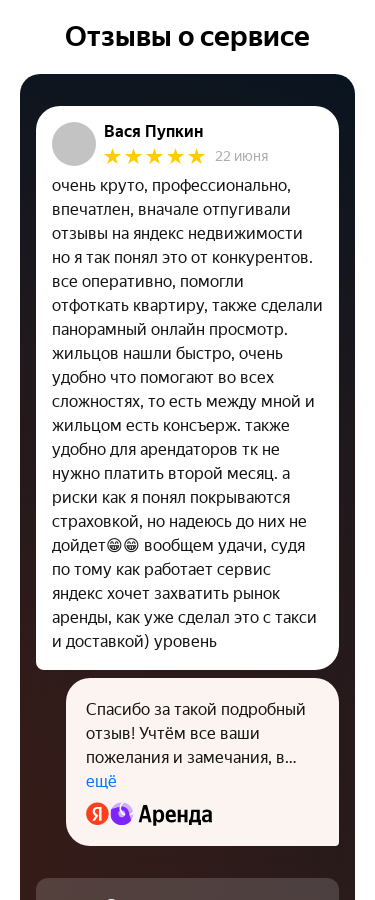 Отзывы о сервисе
Вася Пупкин
22 июня
очень круто, профессионально,
впечатлен, вначале отпугивали
отзывы на яндекс недвижимости
но я так понял это от конкурентов.
все оперативно, помогли
отфоткать квартиру, также сделали
панорамный онлайн просмотр.
жильцов нашли быстро, очень
удобно что помогают во всех
сложностях, то есть между мной и
жильцом есть консъерж. также
удобно для арендаторов тк не
нужно платить второй месяц. а
риски как я понял покрываются
страховкой, но надеюсь до них не
дойдет😁😁 вообщем удачи, судя
по тому как работает сервис
яндекс хочет захватить рынок
аренды, как уже сделал это с такси
и доставкой) уровень
Спасибо за такой подробный
отзыв! Учтём все ваши
пожелания и замечания, в...
ещё
Я Аренда